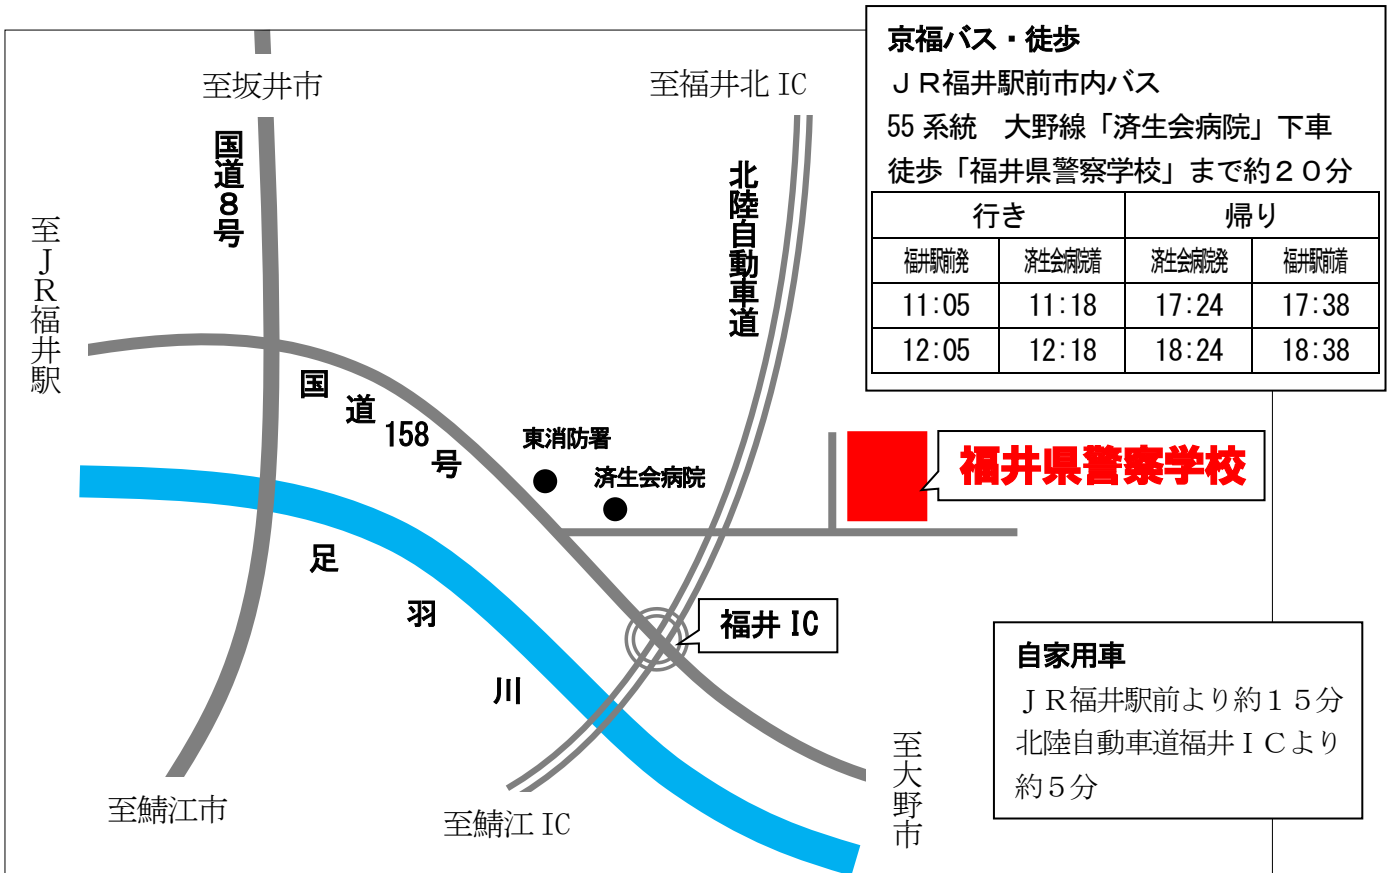 京福バス・徒歩
ＪＲ福井駅前市内バス
55 系統　大野線「済生会病院」下車
徒歩「福井県警察学校」まで約２０分
行き 帰り
福井駅前発 済生会病院着 済生会病院発 福井駅前着
11:05 11:18 17:24 17:38
12:05 12:18 18:24 18:38
至坂井市
至福井北 IC
国道８号
北陸自動車道
至ＪＲ福井駅
国道158号
東消防署
済生会病院
福井県警察学校
足羽川
福井 IC
自家用車
ＪＲ福井駅前より約１５分
北陸自動車道福井ＩＣより
約５分
至大野市
至鯖江市
至鯖江 IC